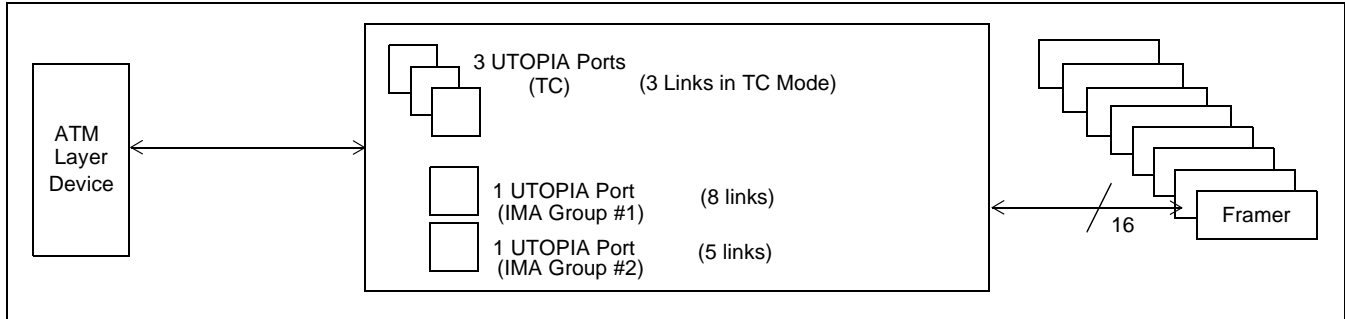 ATM
Layer
Device
3 UTOPIA Ports
(TC)
(3 Links in TC Mode)
1 UTOPIA Port
(IMA Group #1)
(8 links)
1 UTOPIA Port
(IMA Group #2)
(5 links)
16
Framer